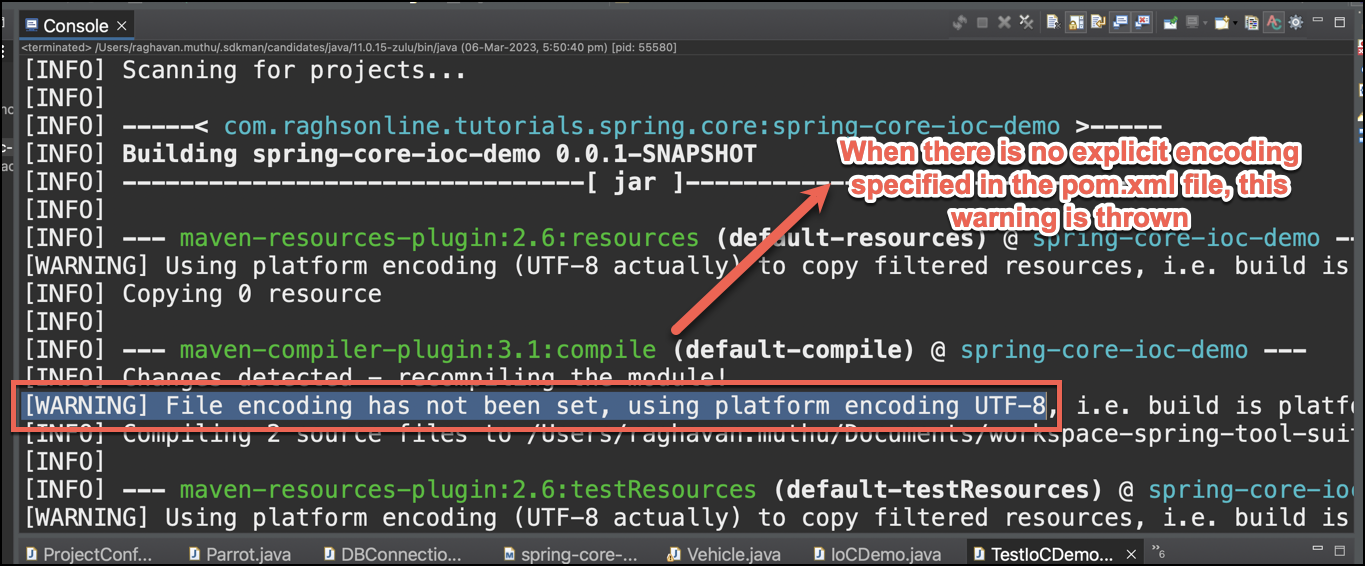 Console
<terminated> /Users/raghavan.muthu/.sdkman/candidates/java/11.0.15-zulu/bin/java (06-Mar-2023, 5:50:40 pm) [pid: 55580]
[INFO] Scanning for projects...
[INFO]
[INFO] -----< com.raghsonline.tutorials.spring.core:spring-core-ioc-demo >-----
[INFO] Building spring-core-ioc-demo 0.0.1-SNAPSHOT
When there is no explicit encoding
specified in the pom.xml file, this
warning is thrown
[INFO] --------------------------------[ jar ]---------------------------------
[INFO]
[INFO] --- maven-resources-plugin:2.6:resources (default-resources) @ spring-core-ioc-demo --
[WARNING] Using platform encoding (UTF-8 actually) to copy filtered resources, i.e. build is
[INFO] Copying 0 resource
[INFO]
[INFO] --- maven-compiler-plugin:3.1:compile (default-compile) @ spring-core-ioc-demo ---
[INFO] Changes detected - recompiling the module!
[WARNING] File encoding has not been set, using platform encoding UTF-8, i.e. build is platf
[INFO] Compiling 2 source files to /Users/raghavan.muthu/Documents/workspace-spring-tool-suit
[INFO]
[INFO] --- maven-resources-plugin:2.6:testResources (default-testResources) @ spring-core-ioc
[WARNING] Using platform encoding (UTF-8 actually) to copy filtered resources, i.e. build is
ProjectConf... Parrot.java DBConnectio... spring-core-... Vehicle.java IoCDemo.java TestIoCDemo... »6